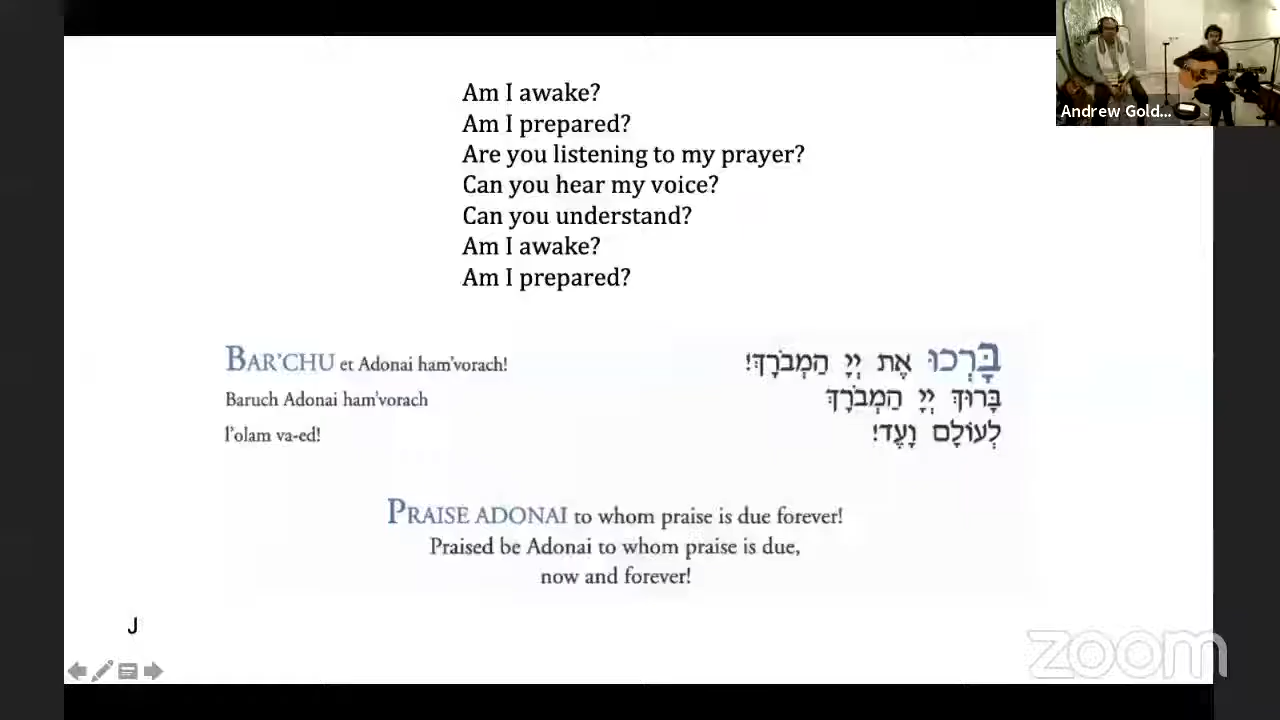 Am I awake?
Am I prepared?
Are you listening to my prayer?
Can you hear my voice?
Can you understand?
Am I awake?
Am I prepared?
BAR'CHU et Adonai ham'vorach!
Baruch Adonai ham'vorach
l'olam va-ed!
בָּרְכוּ אֶת יְיָ הַמְבֹרָךְ!
בָּרוּךְ יְיָ הַמְבֹרָךְ
לְעוֹלָם וָעֶד!
PRAISE ADONAI to whom praise is due forever!
Praised be Adonai to whom praise is due,
now and forever!
J
Andrew Gold...
zoom